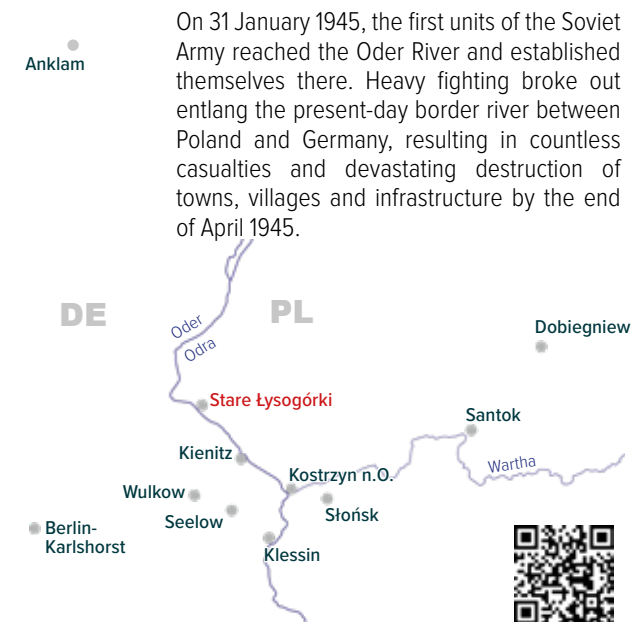 On 31 January 1945, the first units of the Soviet
Army reached the Oder River and established
themselves there. Heavy fighting broke out
entlang the present-day border river between
Poland and Germany, resulting in countless
casualties and devastating destruction of
towns, villages and infrastructure by the end
of April 1945.
Anklam
DE
PL
Oder
Odra
Dobiegniew
Stare Łysogórki
Santok
Kienitz
Wartha
Kostrzyn n.O.
Wulkow
Słońsk
Seelow
Berlin-
Karlshorst
Klessin